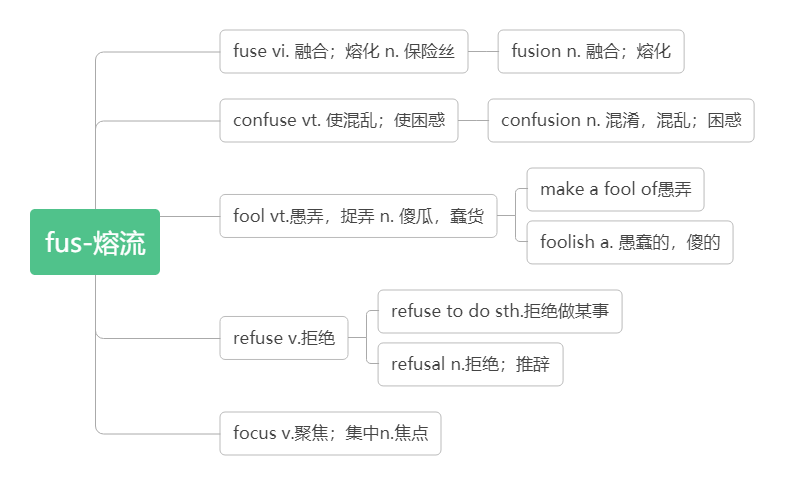 fuse vi. 融合；熔化 n. 保险丝
fusion n. 融合；熔化
confuse vt. 使混乱；使困惑
confusion n. 混淆，混乱；困惑
fus-熔流
fool vt.愚弄，捉弄 n. 傻瓜，蠢货
make a fool of愚弄
foolish a. 愚蠢的，傻的
refuse v.拒绝
refuse to do sth.拒绝做某事
refusal n.拒绝；推辞
focus v.聚焦；集中n.焦点